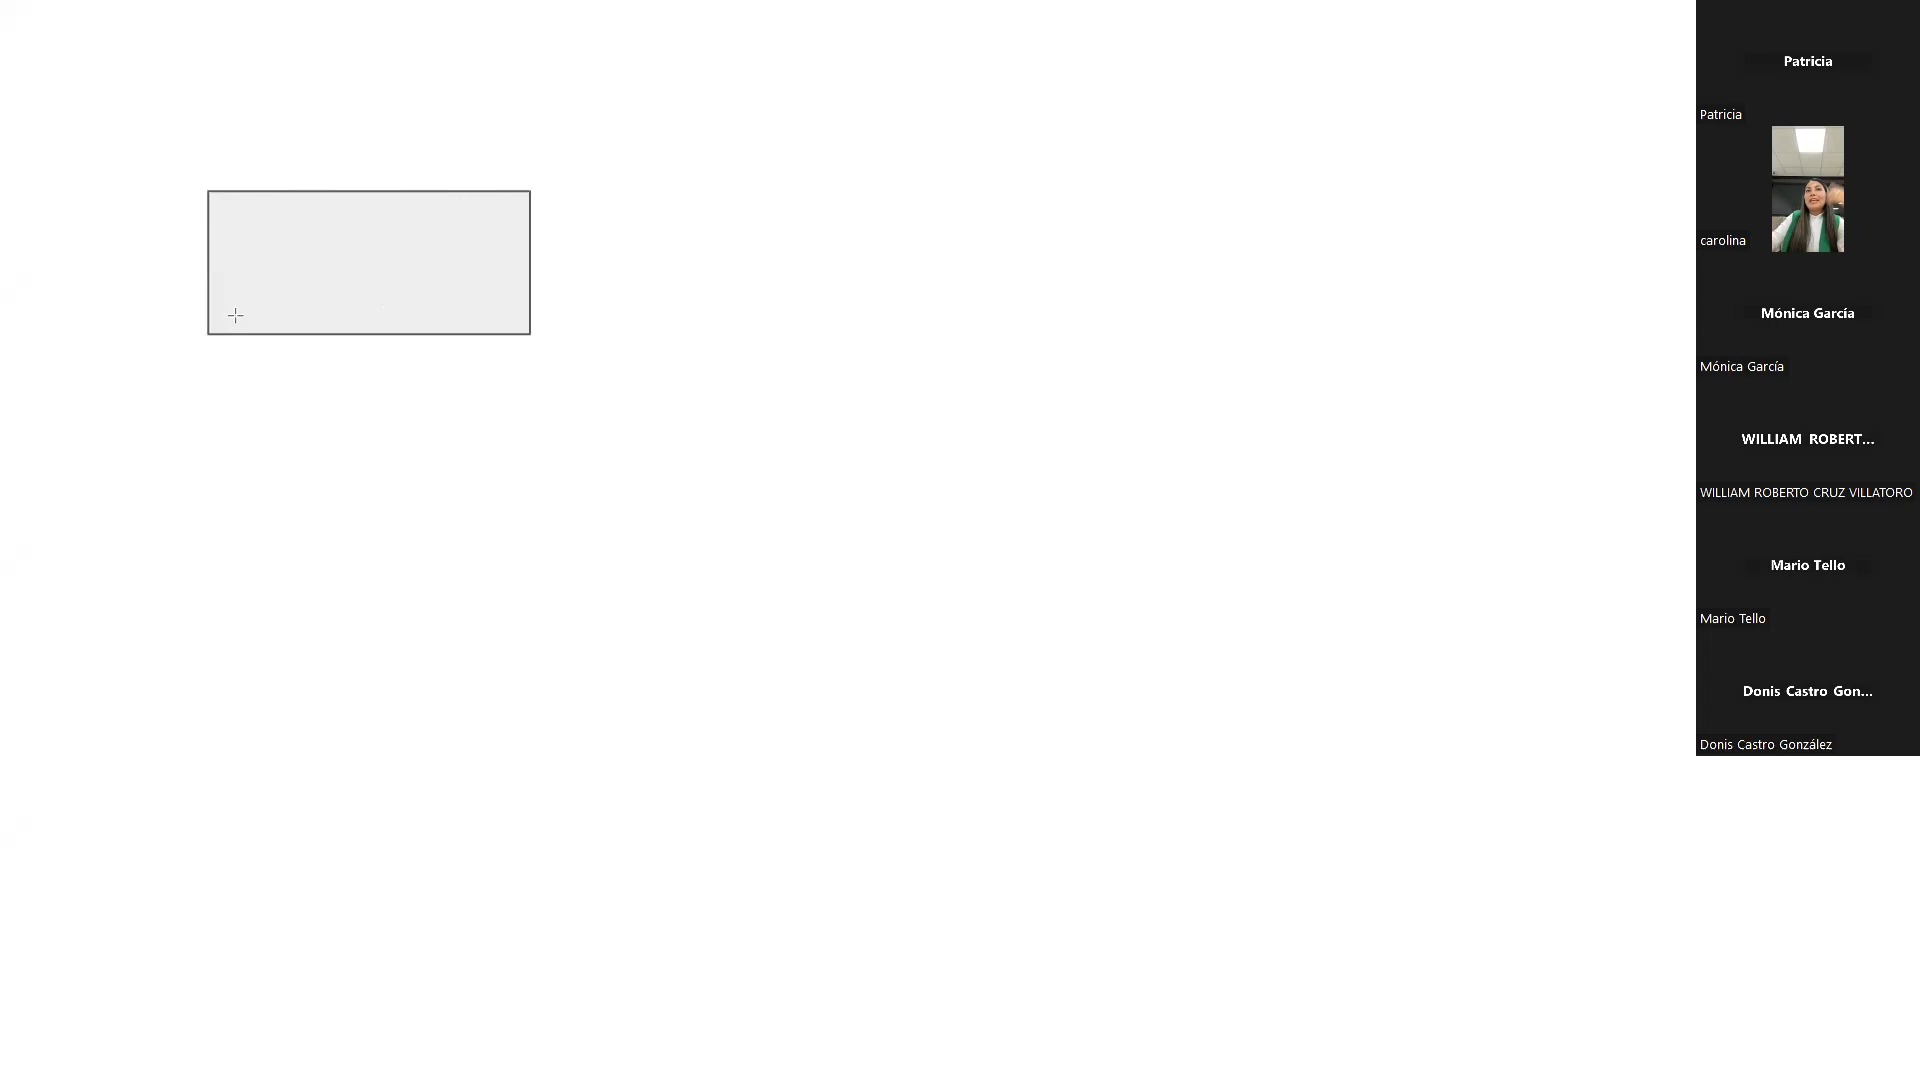 Patricia
Patricia
carolina
Mónica García
Mónica García
WILLIAM ROBERT...
WILLIAM ROBERTO CRUZ VILLATORO
Mario Tello
Mario Tello
Donis Castro Gon...
Donis Castro González